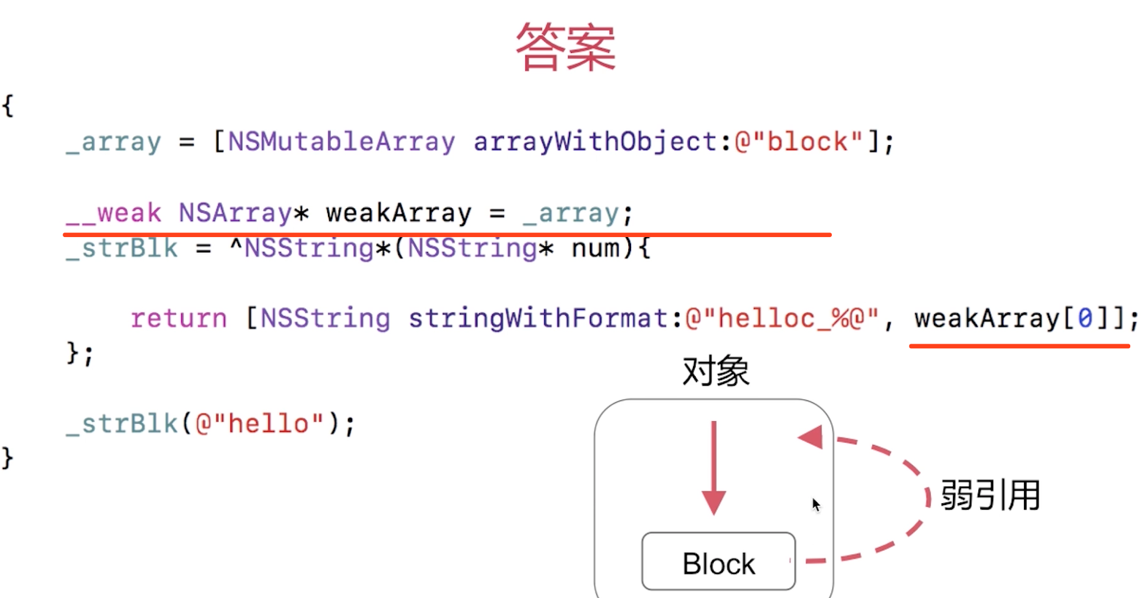 答案
{
_array = [NSMutableArray arrayWithObject:@"block"];
__weak NSArray* weakArray = _array;
_strBlk = ^NSString*(NSString* num){
return [NSString stringWithFormat:@"helloc_%@", weakArray[0]];
};
对象
_strBlk(@"hello");
}
弱引用
Block